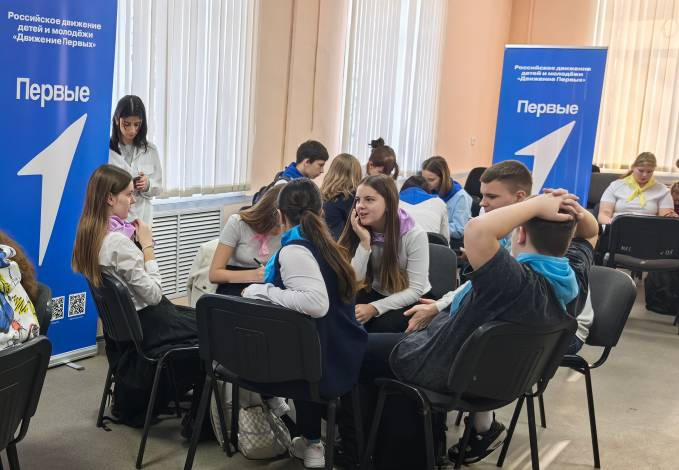 Российское движение
детей и молодёжи
«Движение Первых»
Первые
Российское движение
детей и молодёжи
«Движение Первых»
Первые